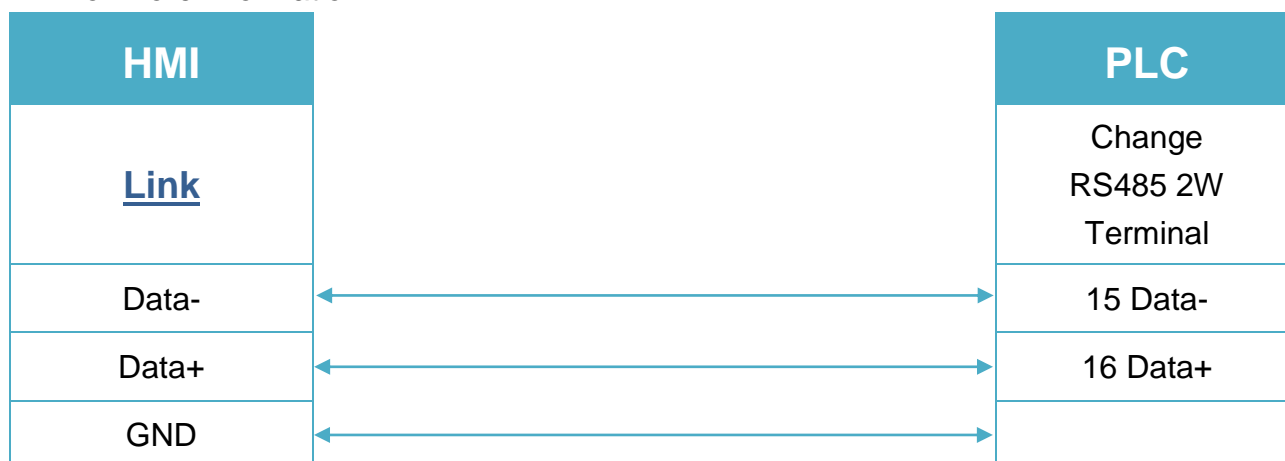 HMI
PLC
Link
Change
RS485 2W
Terminal
Data-
15 Data-
Data+
16 Data+
GND